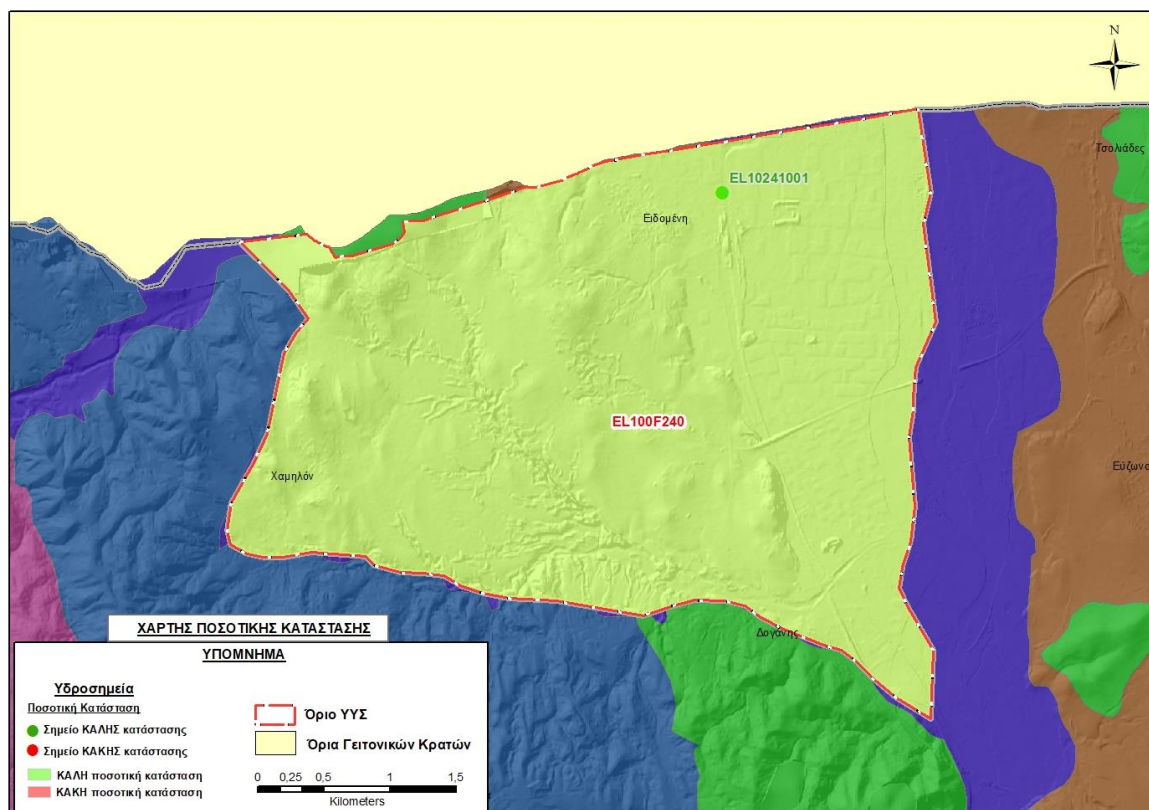 N
Τσολιάδες
EL10241001
Ειδομένη
EL100F240
Εύζωνο
Χαμηλόν
Δογάνης
ΧΑΡΤΗΣ ΠΟΣΟΤΙΚΗΣ ΚΑΤΑΣΤΑΣΗΣ
ΥΠΟΜΝΗΜΑ
Υδροσημεία
Ποσοτική Κατάσταση
Σημείο ΚΑΛΗΣ κατάστασης
Σημείο ΚΑΚΗΣ κατάστασης
ΚΑΛΗ ποσοτική κατάσταση
ΚΑΚΗ ποσοτική κατάσταση
Όριο ΥΥΣ
Όρια Γειτονικών Κρατών
0 0,25 0,5 1 1,5
Kilometers